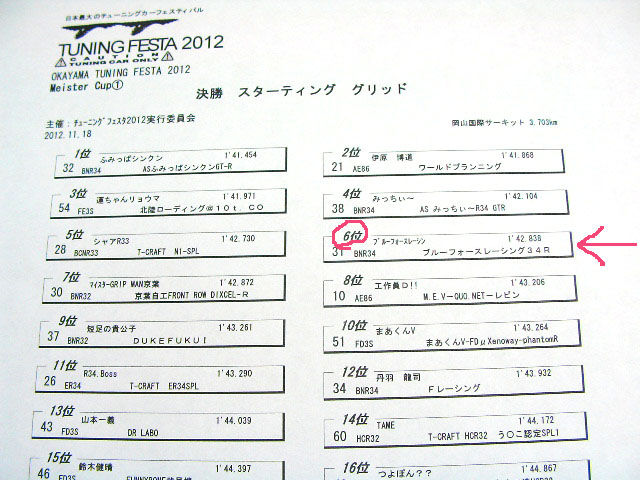 日本最大のチューニングカーフェスティバル
TUNING FESTA 2012
CAUTION
TUNING CAR ONLY
OKAYAMA TUNING FESTA 2012
Meister Cup①
決勝 スターティング グリッド
主催：ﾁｭｰﾆﾝｸﾞﾌｪｽﾀ2012実行委員会
2012.11.18
岡山国際サーキット 3.703km
1位 ふみっぱシンクン 1'41.454
32 BNR34 ASふみっぱシンクンGT-R
2位 伊原 博道 1'41.868
21 AE86 ワールドプランニング
3位 蓮ちゃんリョウマ 1'41.971
54 FE3S 北陸ローディング@10t.CO
4位 みっちぃ～ 1'42.104
38 BNR34 AS みっちぃ～R34 GTR
5位 シャアR33 1'42.730
28 BCNR33 T-CRAFT N1-SPL
6位 ﾌﾞﾙｰﾌｫｰｽﾚｰｼﾝ 1'42.838
31 BNR34 ブルーフォースレーシング34R
7位 ﾏｲｽﾀｰGRIP MAN京葉 1'42.872
30 BNR32 京葉自工FRONT ROW DIXCEL-R
8位 工作員D!! 1'43.206
10 AE86 M.E.V－QUO.NETーレビン
9位 短足の貴公子 1'43.261
37 BNR32 DUKEFUKUI
10位 まあくんV 1'43.264
51 FD3S まあくんV-FDμXenoway-phantomR
11位 R34.Boss 1'43.290
26 ER34 T-CRAFT ER34SPL
12位 丹羽 龍司 1'43.932
34 BNR32 Fレーシング
13位 山本一義 1'44.039
43 FD3S DR LABO
14位 TAME 1'44.172
60 HCR32 T-CRAFT HCR32 う○こ認定SPL1
15位 鈴木健晴 1'44.397
46
16位 つよぽん？？ 1'44.867